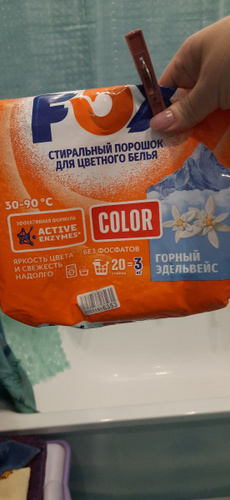 FOX
СТИРАЛЬНЫЙ ПОРОШОК
ДЛЯ ЦВЕТНОГО БЕЛЬЯ
30-90°C
ЭФФЕКТИВНАЯ ФОРМУЛА
ACTIVE
ENZYMES*
COLOR
ЯРКОСТЬ ЦВЕТА
И СВЕЖЕСТЬ
НАДОЛГО
БЕЗ ФОСФАТОВ
20 = 3
ГОРНЫЙ
ЭДЕЛЬВЕЙС